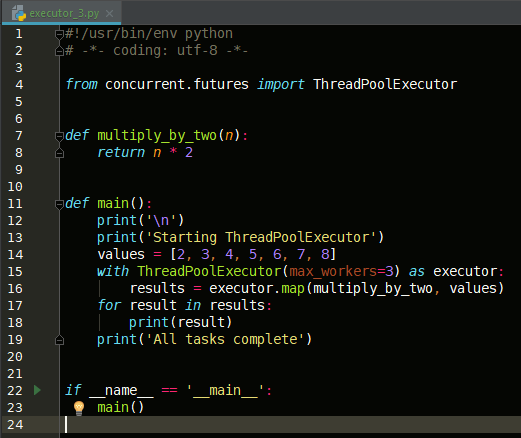 executor_3.py
1 #!/usr/bin/env python
2 # -*- coding: utf-8 -*-
3
4 from concurrent.futures import ThreadPoolExecutor
5
6
7 def multiply_by_two(n):
8     return n * 2
9
10
11 def main():
12     print('\n')
13     print('Starting ThreadPoolExecutor')
14     values = [2, 3, 4, 5, 6, 7, 8]
15     with ThreadPoolExecutor(max_workers=3) as executor:
16         results = executor.map(multiply_by_two, values)
17     for result in results:
18         print(result)
19     print('All tasks complete')
20
21
22 if __name__ == '__main__':
23     main()
24